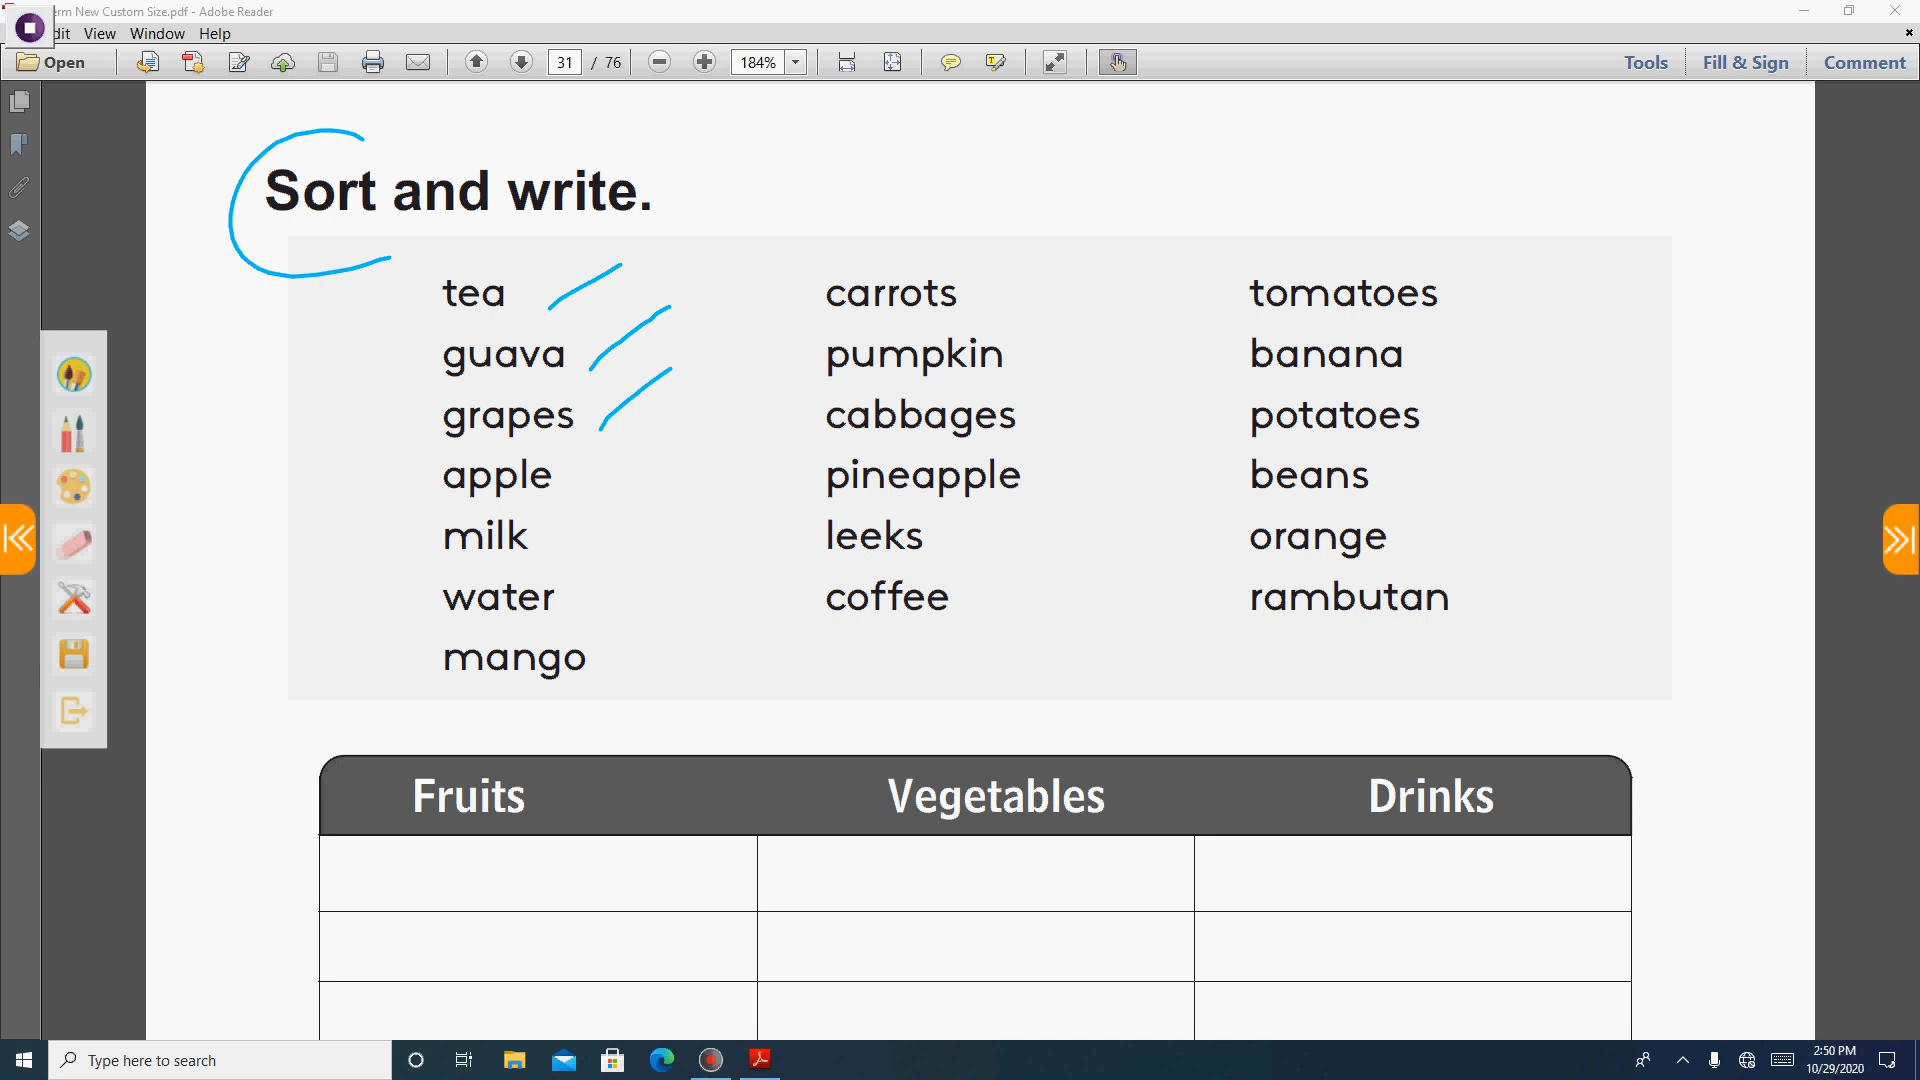 erm New Custom Size.pdf - Adobe Reader
dit View Window Help
Open 31 / 76 184% Tools Fill & Sign Comment
Sort and write.
tea carrots tomatoes
guava pumpkin banana
grapes cabbages potatoes
apple pineapple beans
milk leeks orange
water coffee rambutan
mango
Fruits Vegetables Drinks
Type here to search 2:50 PM
10/29/2020